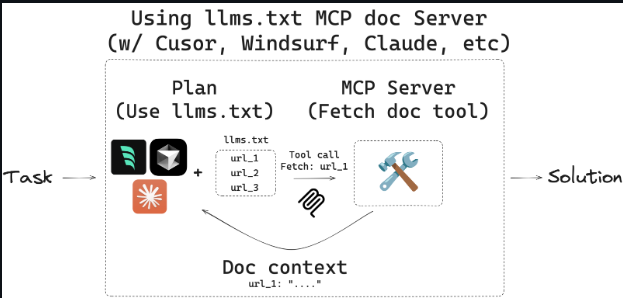 Using llms.txt MCP doc Server
(w/ Cusor, Windsurf, Claude, etc)
Plan
(Use llms.txt)
MCP Server
(Fetch doc tool)
llms.txt
url_1
url_2
url_3
+
Tool call
Fetch: url_1
Task
Solution
Doc context
url_1: "...."